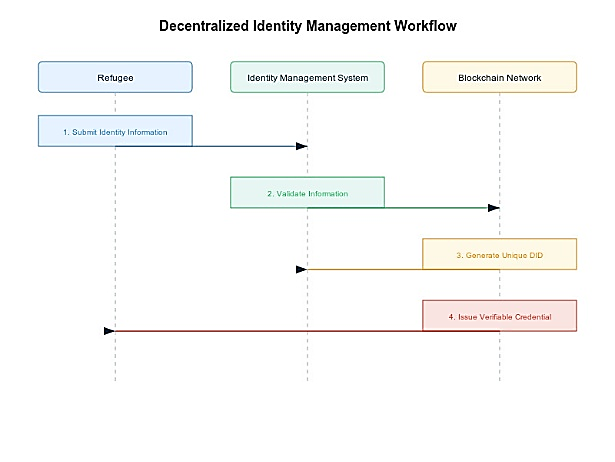 Decentralized Identity Management Workflow
Refugee
Identity Management System
Blockchain Network
1. Submit Identity Information
2. Validate Information
3. Generate Unique DID
4. Issue Verifiable Credential